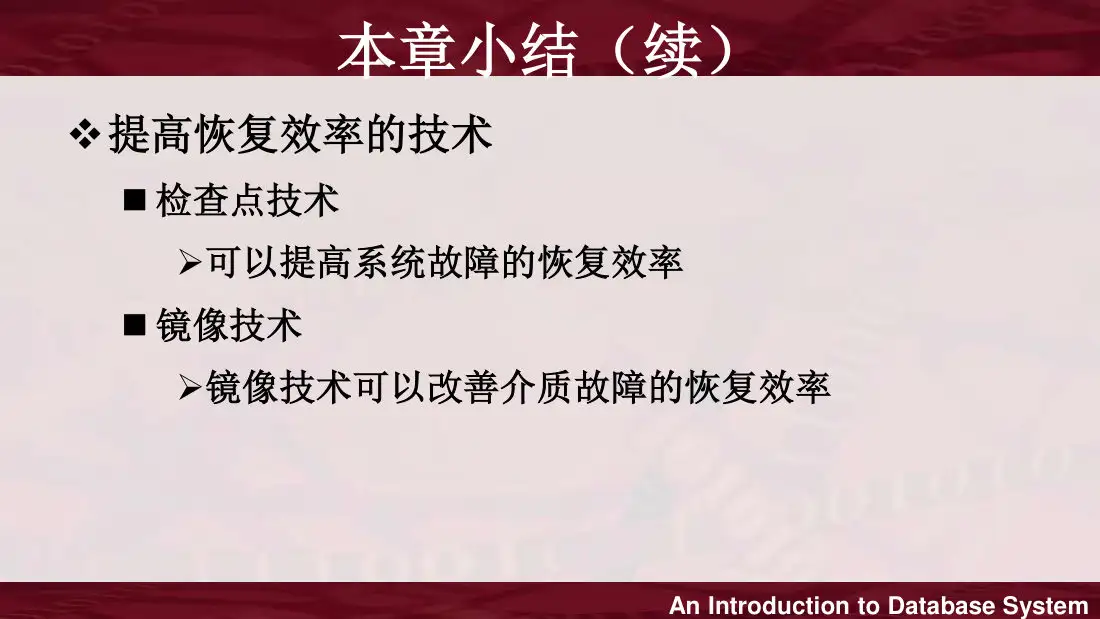 本章小结（续）
提高恢复效率的技术
检查点技术
可以提高系统故障的恢复效率
镜像技术
镜像技术可以改善介质故障的恢复效率
An Introduction to Database System